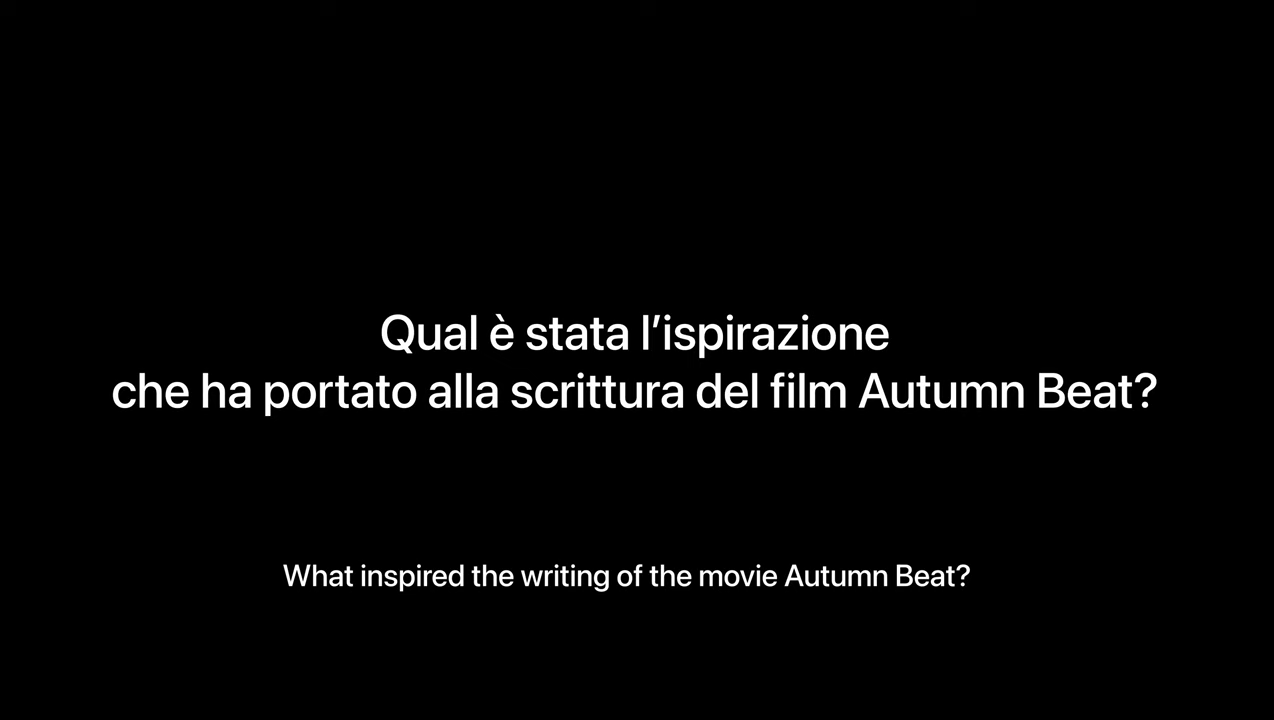 Qual è stata l’ispirazione
che ha portato alla scrittura del film Autumn Beat?
What inspired the writing of the movie Autumn Beat?